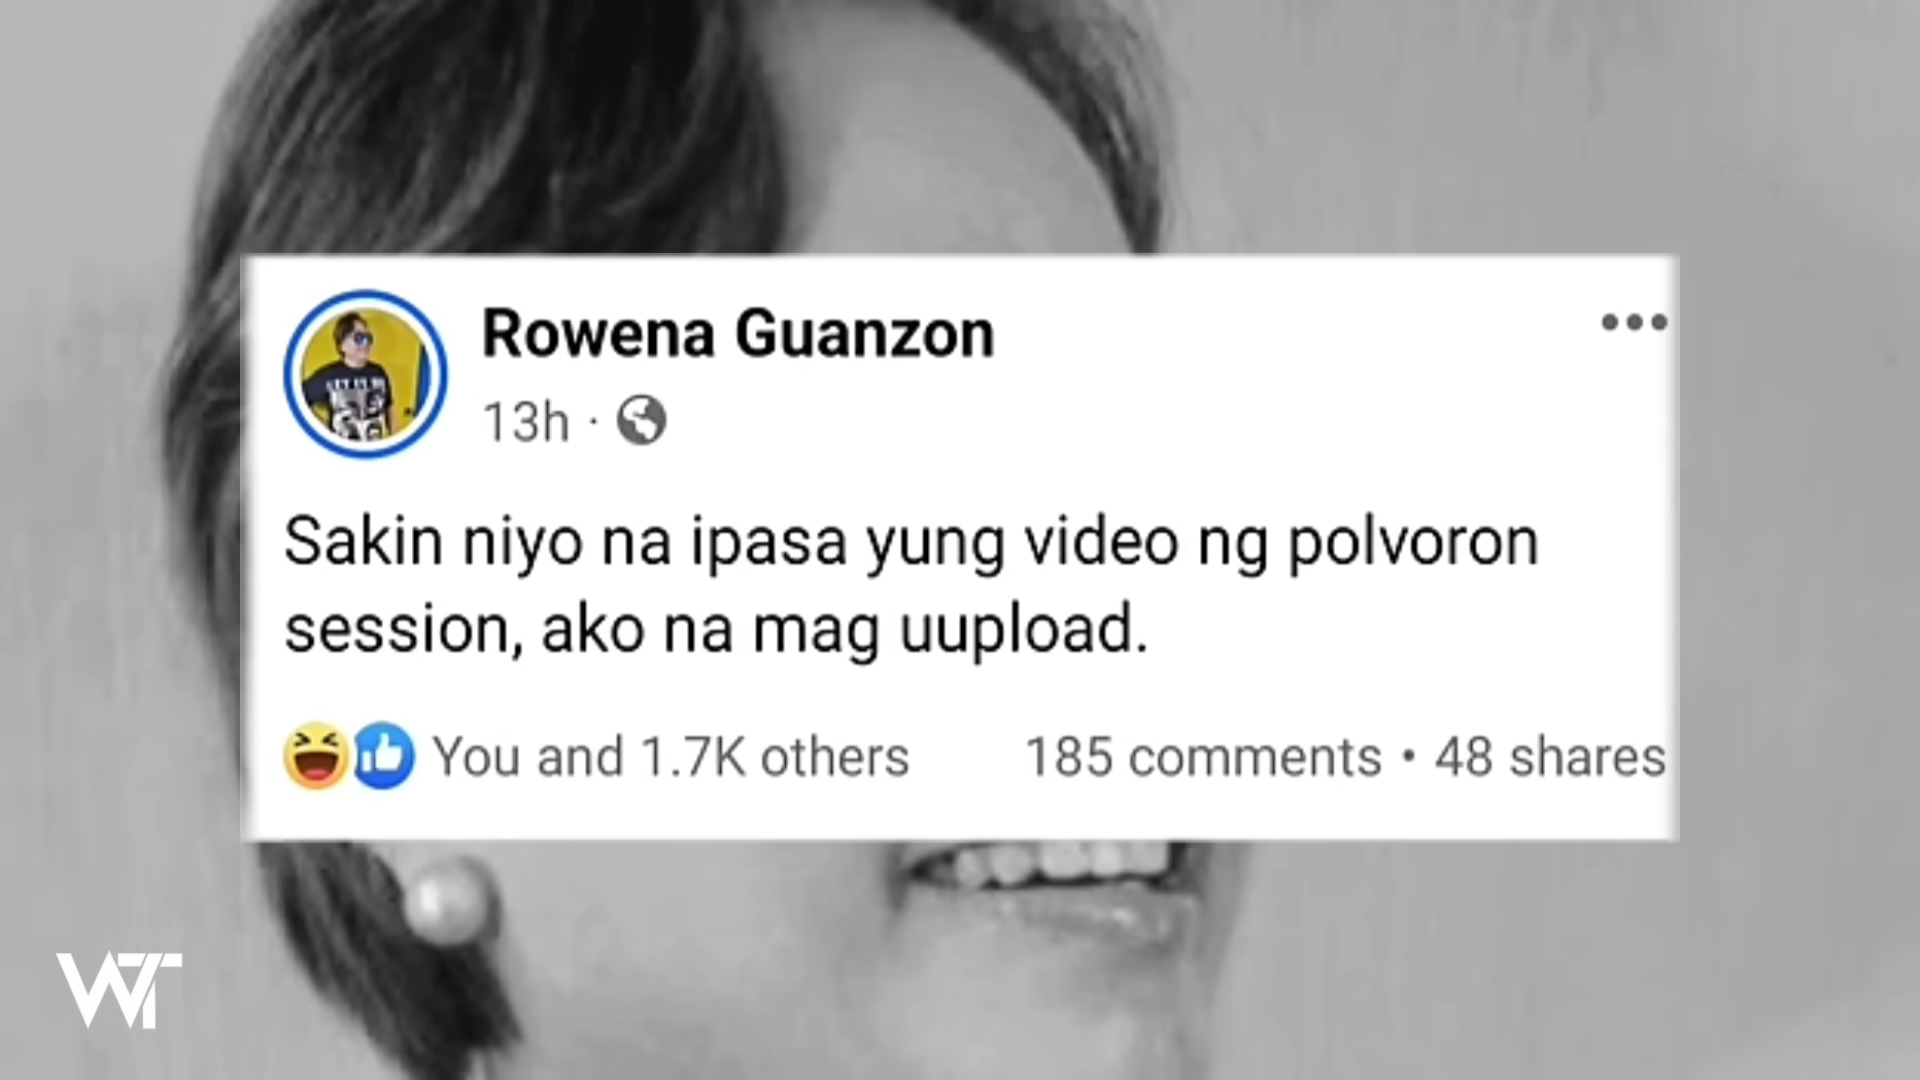 Rowena Guanzon
13h ·
Sakin niyo na ipasa yung video ng polvoron
session, ako na mag uupload.
You and 1.7K others 185 comments • 48 shares
WT